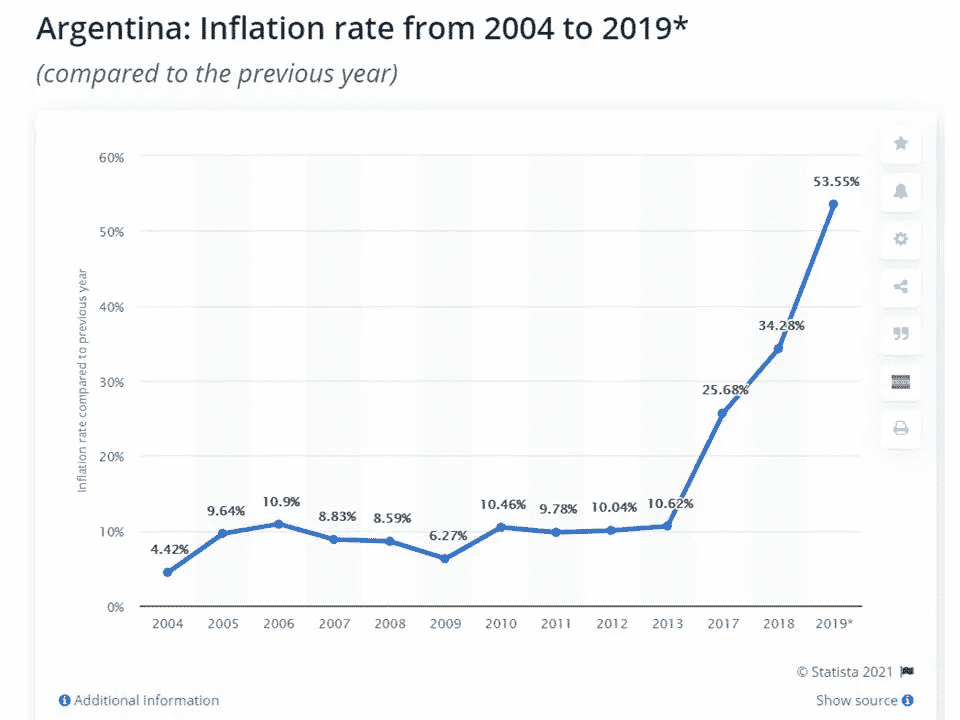 Argentina: Inflation rate from 2004 to 2019*
(compared to the previous year)
60%
50%
40%
30%
20%
10%
0%
Inflation rate compared to previous year
4.42%
9.64%
10.9%
8.83%
8.59%
6.27%
10.46%
9.78%
10.04%
10.62%
25.68%
34.28%
53.55%
2004 2005 2006 2007 2008 2009 2010 2011 2012 2013 2017 2018 2019*
© Statista 2021
Additional Information
Show source